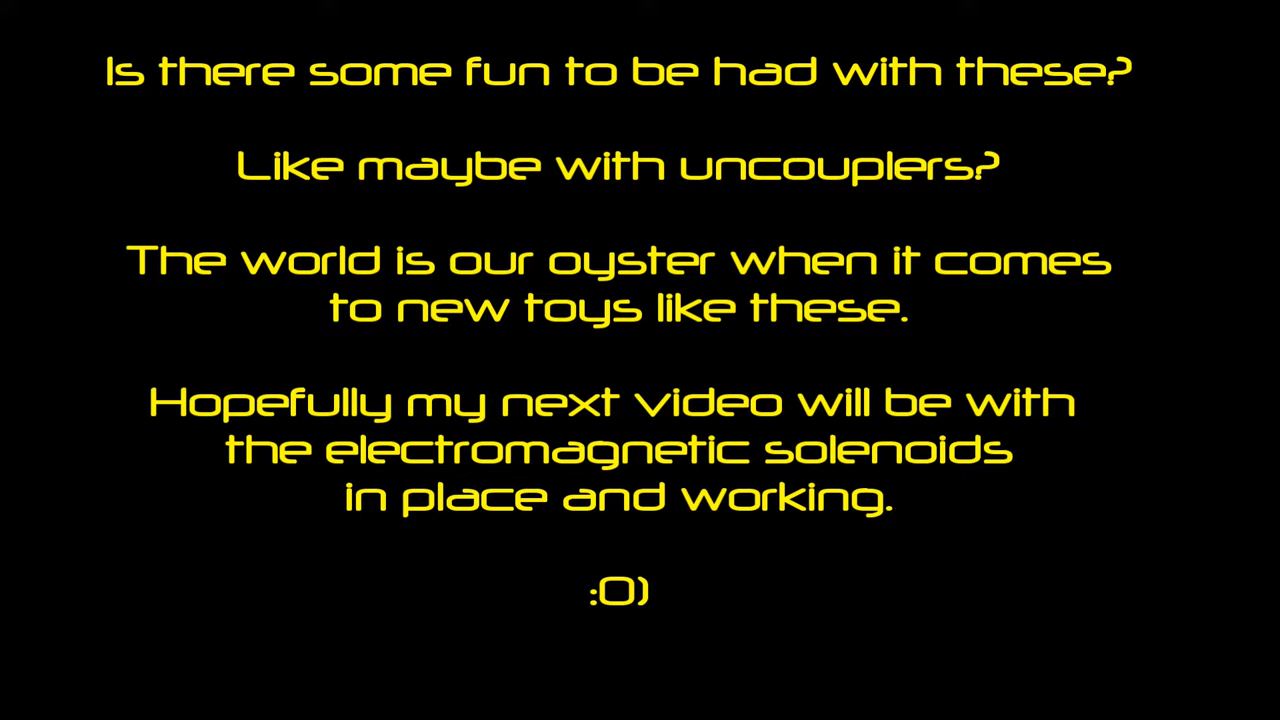 Is there some fun to be had with these?
Like maybe with uncouplers?
The world is our oyster when it comes
to new toys like these.
Hopefully my next video will be with
the electromagnetic solenoids
in place and working.
:O)